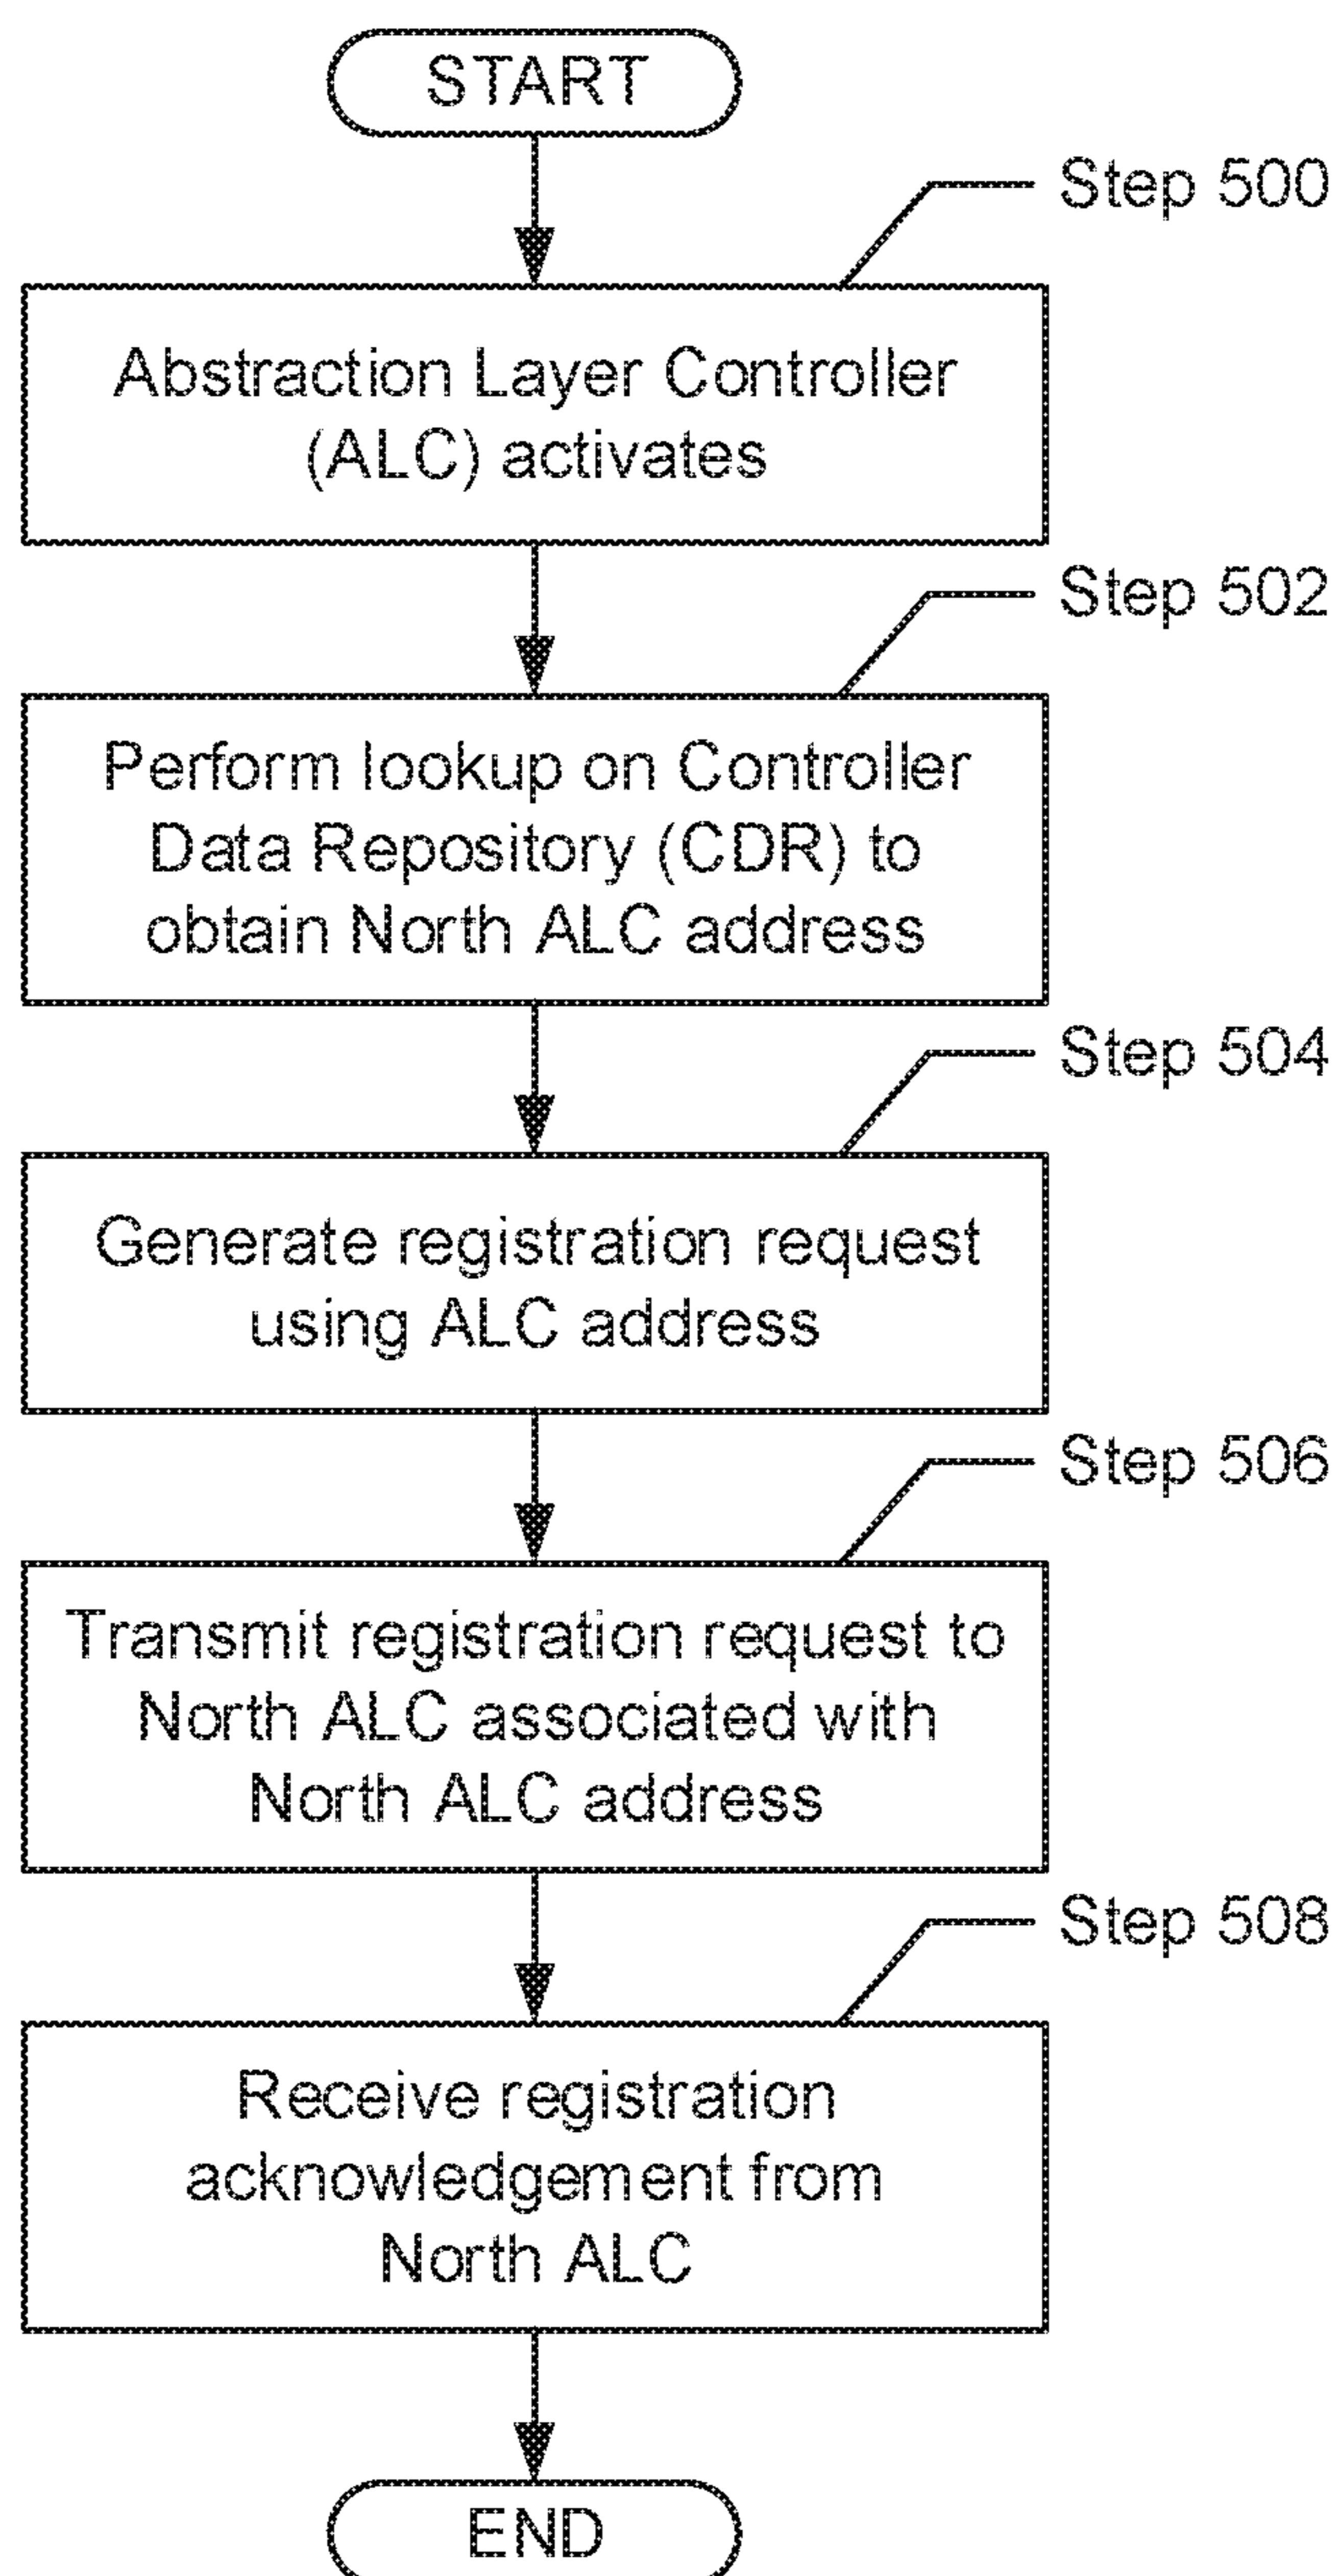 START
Step 500
Abstraction Layer Controller
(ALC) activates
Step 502
Perform lookup on Controller
Data Repository (CDR) to
obtain North ALC address
Step 504
Generate registration request
using ALC address
Step 506
Transmit registration request to
North ALC associated with
North ALC address
Step 508
Receive registration
acknowledgement from
North ALC
END